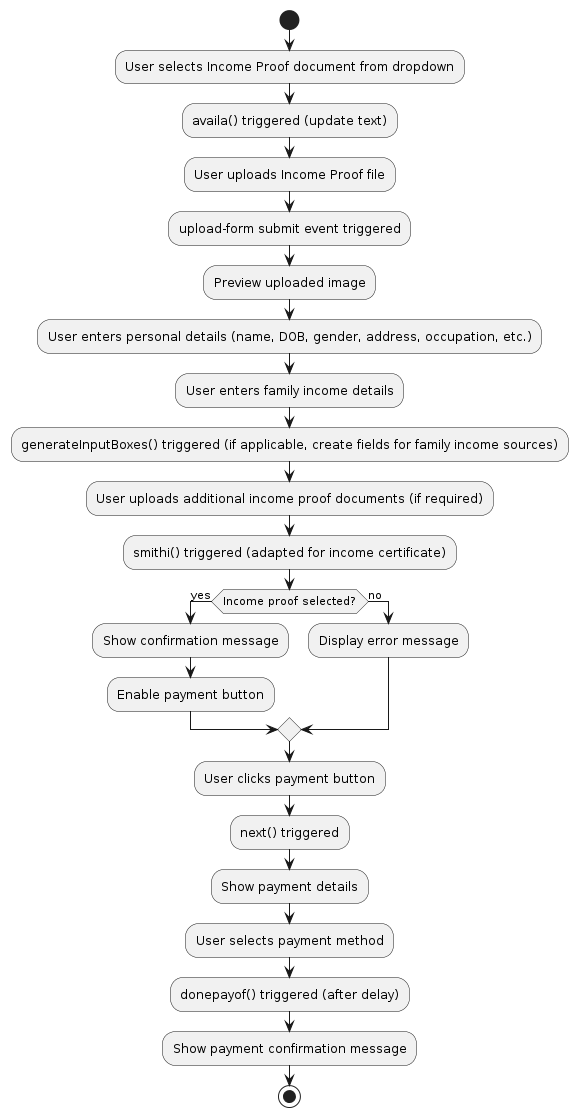 User selects Income Proof document from dropdown
availa() triggered (update text)
User uploads Income Proof file
upload-form submit event triggered
Preview uploaded image
User enters personal details (name, DOB, gender, address, occupation, etc.)
User enters family income details
generateInputBoxes() triggered (if applicable, create fields for family income sources)
User uploads additional income proof documents (if required)
smithi() triggered (adapted for income certificate)
yes
Income proof selected?
no
Show confirmation message
Display error message
Enable payment button
User clicks payment button
next() triggered
Show payment details
User selects payment method
donepayof() triggered (after delay)
Show payment confirmation message